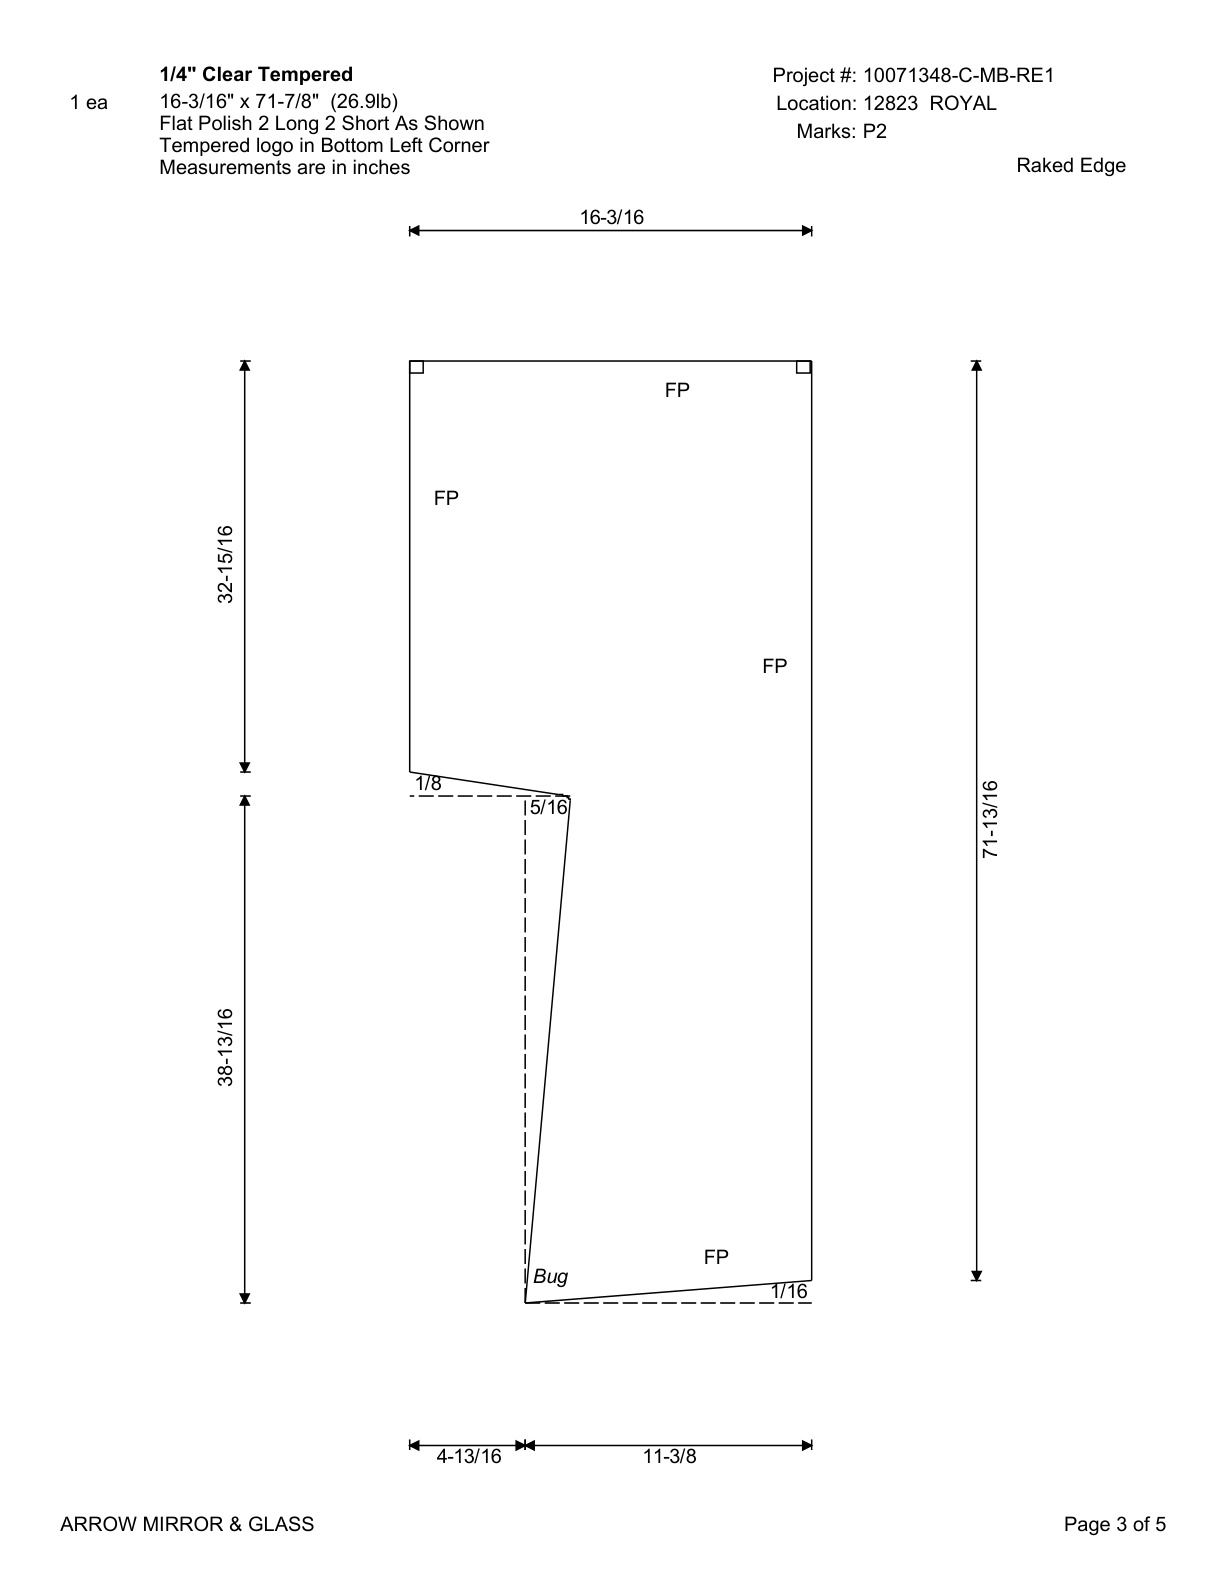 1/4" Clear Tempered
1 ea
16-3/16" x 71-7/8" (26.9lb)
Flat Polish 2 Long 2 Short As Shown
Tempered logo in Bottom Left Corner
Measurements are in inches
Project #: 10071348-C-MB-RE1
Location: 12823 ROYAL
Marks: P2
Raked Edge
16-3/16
FP
FP
32-15/16
FP
1/8
5/16
71-13/16
38-13/16
FP
Bug
1/16
4-13/16
11-3/8
ARROW MIRROR & GLASS
Page 3 of 5